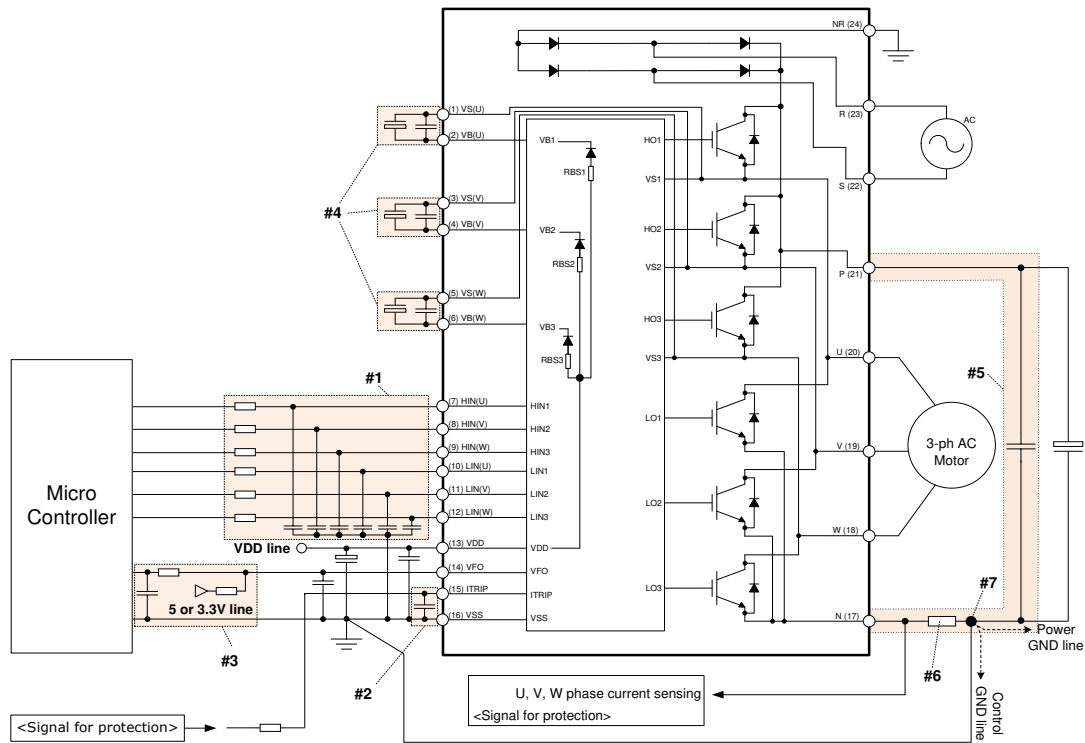 NR (24)
R (23)
AC
S (22)
(1) VS(U)
(2) VB(U)
VB1
RBS1
HO1
VS1
#4
(3) VS(V)
(4) VB(V)
VB2
RBS2
HO2
VS2
P (21)
(5) VS(W)
(6) VB(W)
VB3
RBS3
HO3
VS3
U (20)
#5
#1
(7) HIN(U)
HIN1
(8) HIN(V)
HIN2
(9) HIN(W)
HIN3
(10) LIN(U)
LIN1
(11) LIN(V)
LIN2
(12) LIN(W)
LIN3
LO1
V (19)
3-ph AC
Motor
Micro
Controller
LO2
W (18)
VDD line
(13) VDD
VDD
(14) VFO
VFO
(15) ITRIP
ITRIP
(16) VSS
VSS
5 or 3.3V line
LO3
N (17)
#7
Power
GND line
#3
#2
#6
Control
GND line
U, V, W phase current sensing
<Signal for protection>
<Signal for protection>